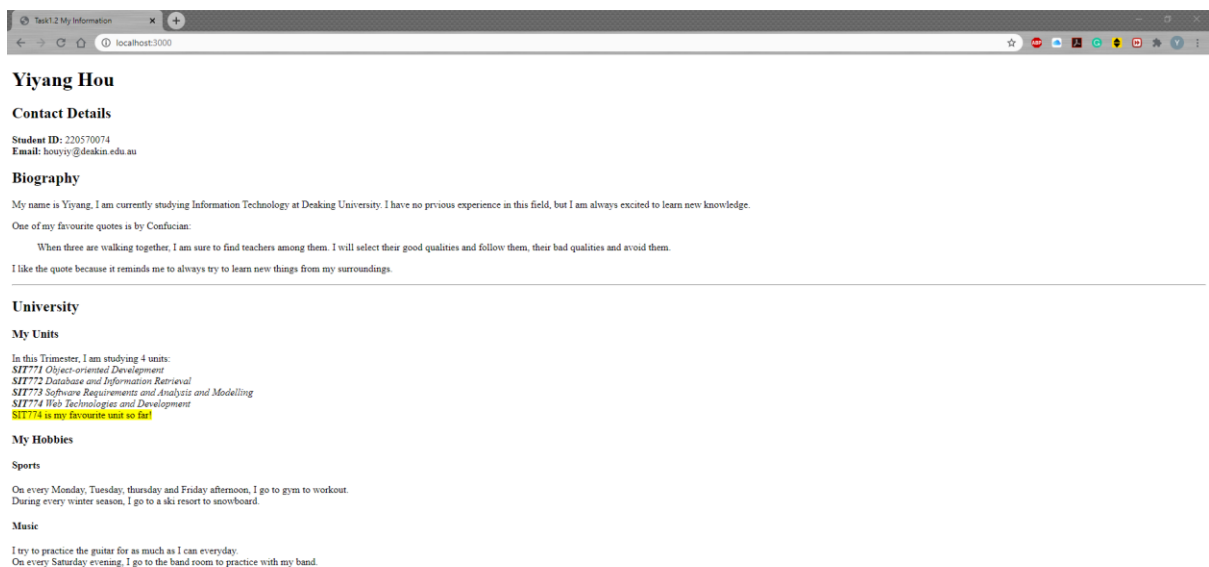 Task1.2 My Information
localhost:3000
Yiyang Hou
Contact Details
Student ID: 220570074
Email: houyiy@deakin.edu.au
Biography
My name is Yiyang, I am currently studying Information Technology at Deaking University. I have no prvious experience in this field, but I am always excited to learn new knowledge.
One of my favourite quotes is by Confucian:
When three are walking together, I am sure to find teachers among them. I will select their good qualities and follow them, their bad qualities and avoid them.
I like the quote because it reminds me to always try to learn new things from my surroundings.
University
My Units
In this Trimester, I am studying 4 units:
SIT771 Object-oriented Develepment
SIT772 Database and Information Retrieval
SIT773 Software Requirements and Analysis and Modelling
SIT774 Web Technologies and Development
SIT774 is my favourite unit so far!
My Hobbies
Sports
On every Monday, Tuesday, thursday and Friday afternoon, I go to gym to workout.
During every winter season, I go to a ski resort to snowboard.
Music
I try to practice the guitar for as much as I can everyday.
On every Saturday evening, I go to the band room to practice with my band.